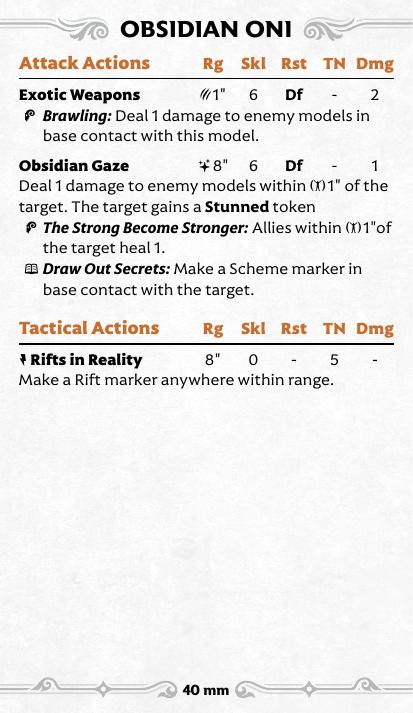 OBSIDIAN ONI
Attack Actions Rg Skl Rst TN Dmg
Exotic Weapons 1" 6 Df - 2
Brawling: Deal 1 damage to enemy models in
base contact with this model.
Obsidian Gaze 8" 6 Df - 1
Deal 1 damage to enemy models within 1" of the
target. The target gains a Stunned token
The Strong Become Stronger: Allies within 1"of
the target heal 1.
Draw Out Secrets: Make a Scheme marker in
base contact with the target.
Tactical Actions Rg Skl Rst TN Dmg
Rifts in Reality 8" 0 - 5 -
Make a Rift marker anywhere within range.
40 mm